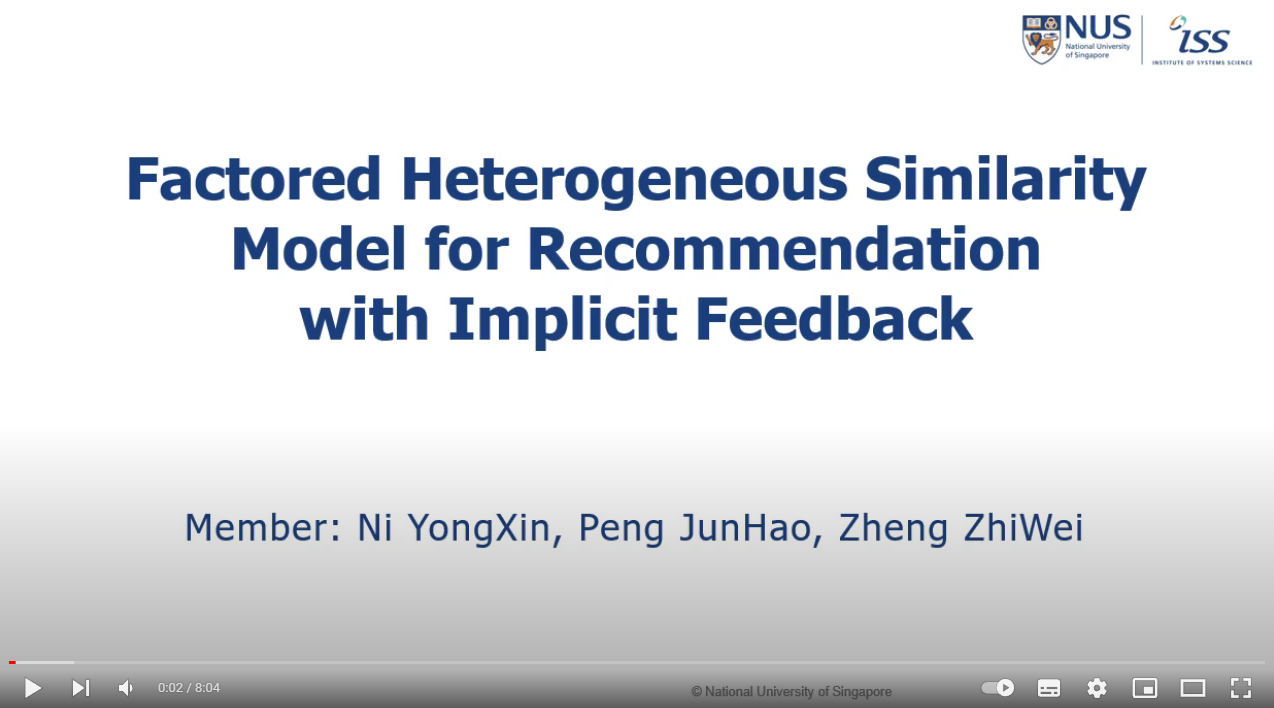 NUS
National University
of Singapore
iSS
INSTITUTE OF SYSTEMS SCIENCE
Factored Heterogeneous Similarity
Model for Recommendation
with Implicit Feedback
Member: Ni YongXin, Peng JunHao, Zheng ZhiWei
0:02 / 8:04
© National University of Singapore